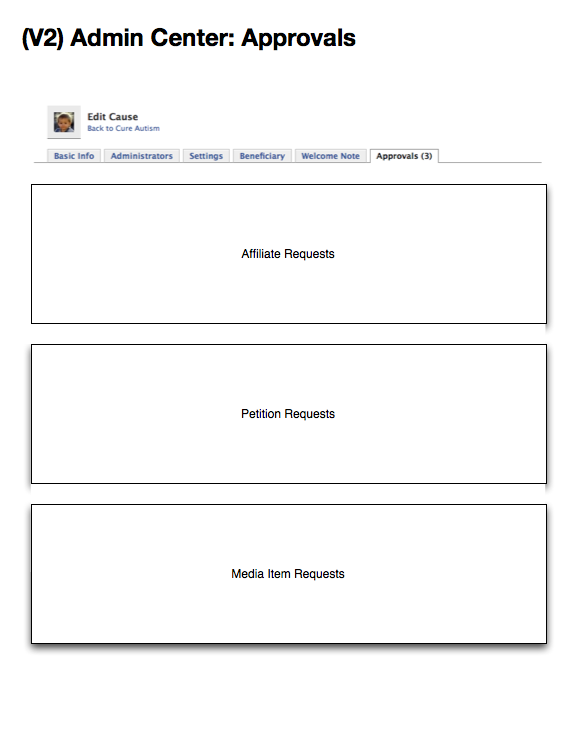 (V2) Admin Center: Approvals
Edit Cause
Back to Cure Autism
Basic Info Administrators Settings Beneficiary Welcome Note Approvals (3)
Affiliate Requests
Petition Requests
Media Item Requests